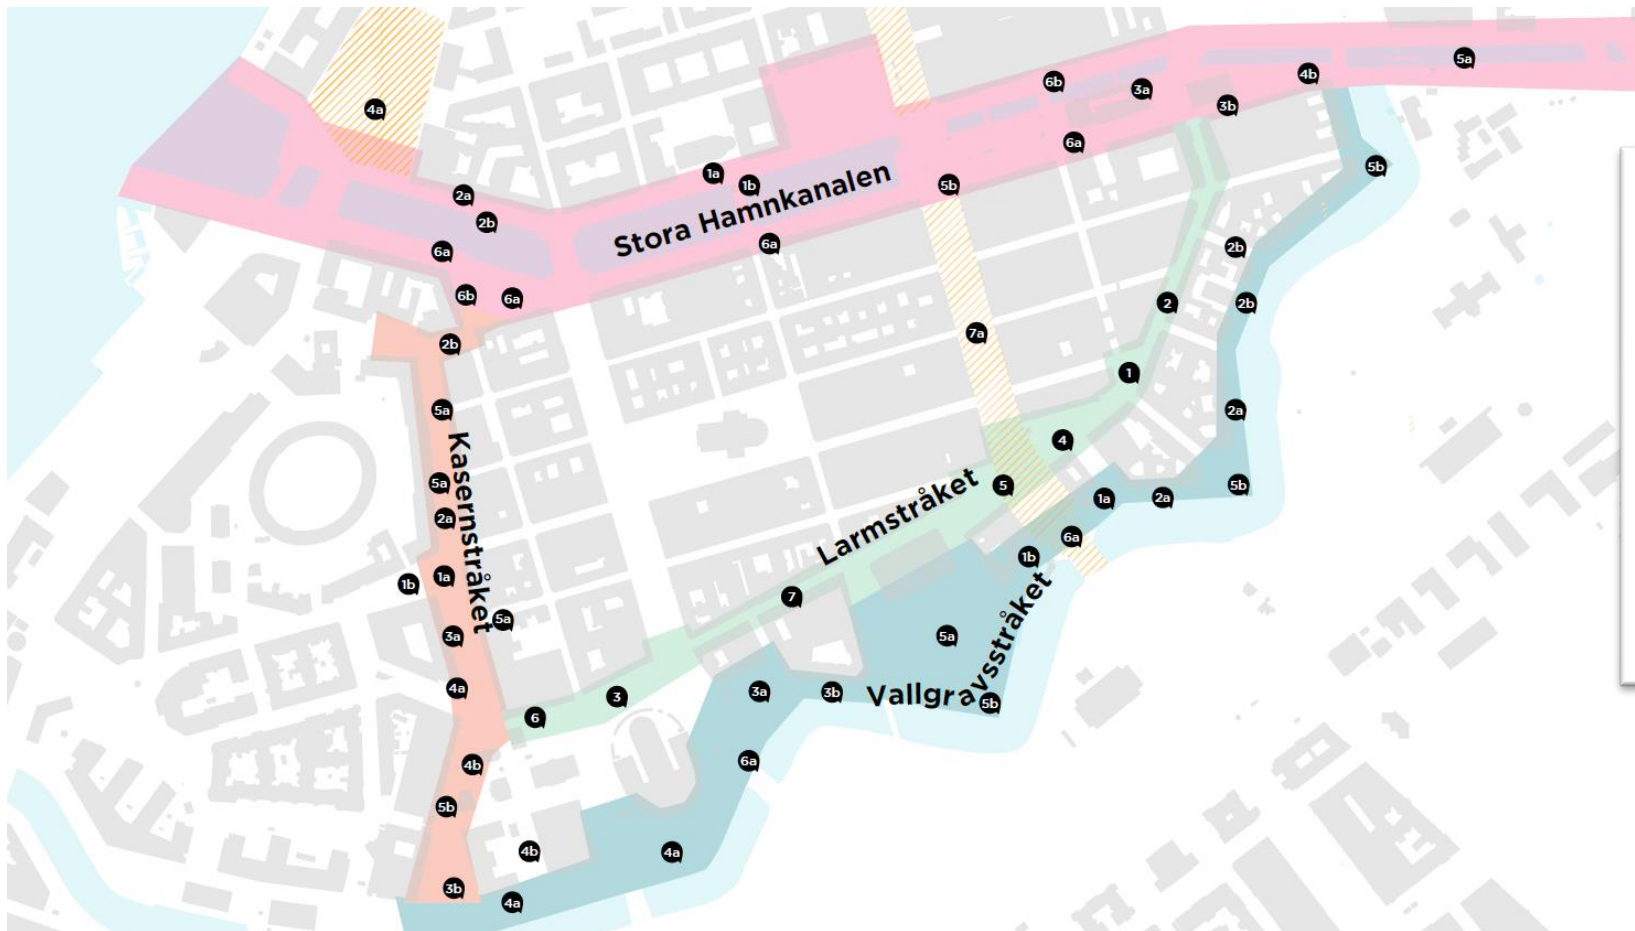 5a
4b
6b
3a
3b
4a
6a
5b
1a
1b
5b
2a
Stora Hamnkanalen
2b
6a
6a
2b
6b
6a
2
2b
7a
2b
1
5a
2a
4
Kasernstråket
5a
5
5b
Larmstråket
1a
2a
2a
6a
1b
1a
1b
7
5a
3a
5a
4a
3a
3b
Vallgravsstråket
3
5b
6
4b
6a
5b
4b
4a
3b
4a